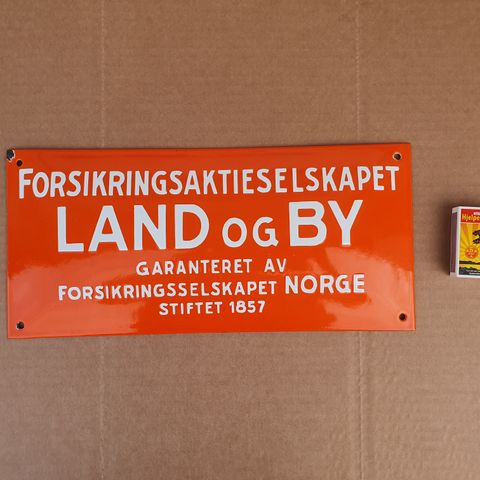 FORSIKRINGSAKTIESELSKAPET
LAND OG BY
GARANTERET AV
FORSIKRINGSSELSKAPET NORGE
STIFTET 1857